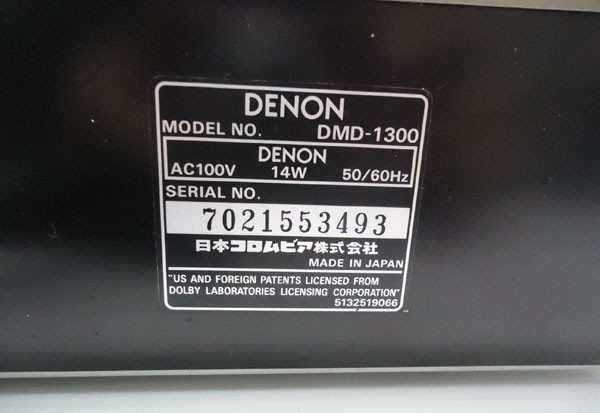 DENON
MODEL NO. DMD-1300
DENON
AC100V 14W 50/60Hz
SERIAL NO.
7021553493
日本コロムビア株式会社
MADE IN JAPAN
"US AND FOREIGN PATENTS LICENSED FROM
DOLBY LABORATORIES LICENSING CORPORATION"
5132519066